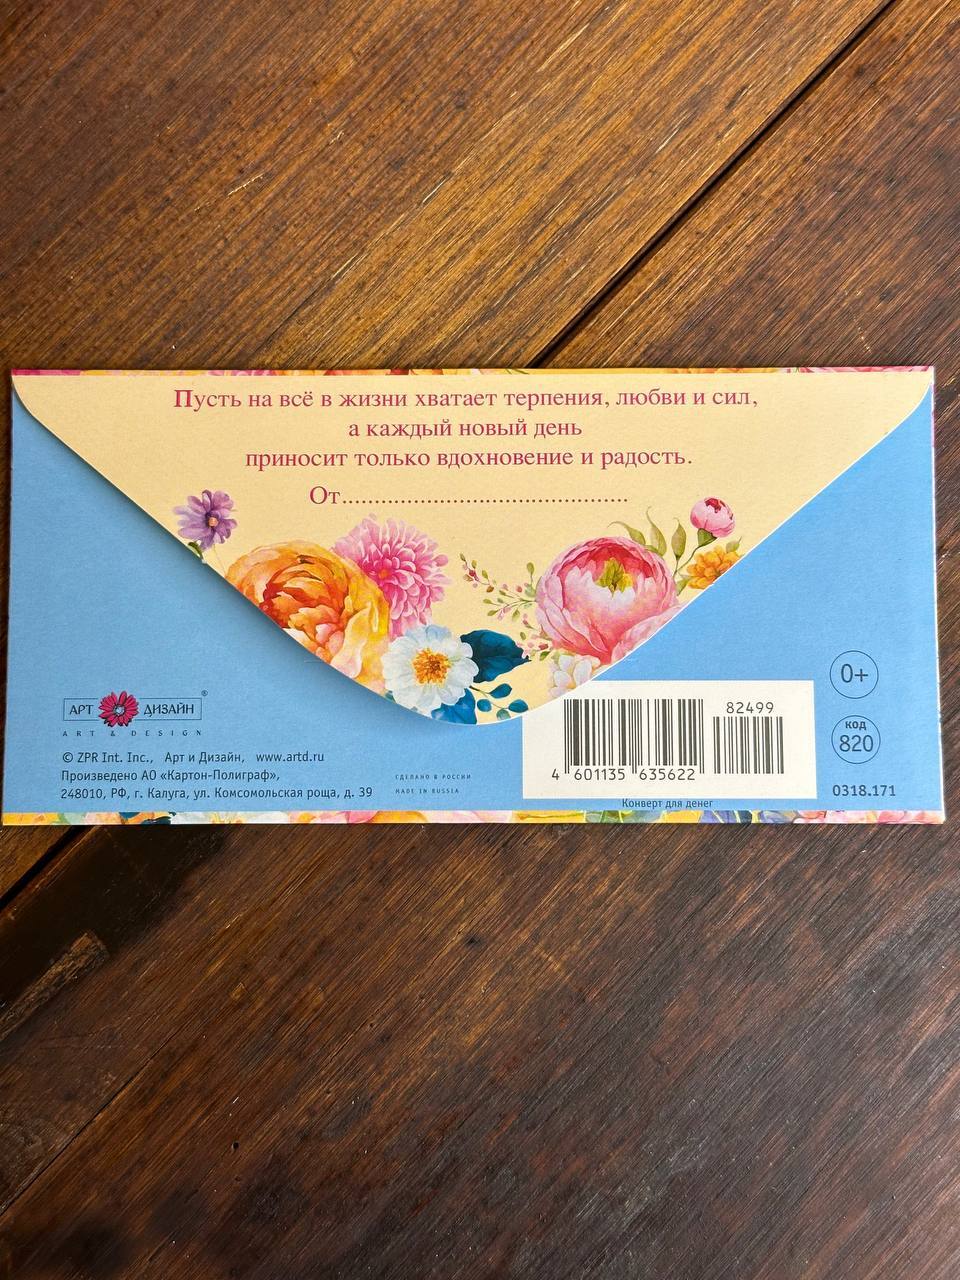 Пусть на всё в жизни хватает терпения, любви и сил,
а каждый новый день
приносит только вдохновение и радость.
От............................................
АРТ ДИЗАЙН ®
ART & DESIGN
© ZPR Int. Inc., Арт и Дизайн, www.artd.ru
Произведено АО «Картон-Полиграф»,
248010, РФ, г. Калуга, ул. Комсомольская роща, д. 39
СДЕЛАНО В РОССИИ
MADE IN RUSSIA
82499
4 601135 635622
Конверт для денег
0+
код
820
0318.171